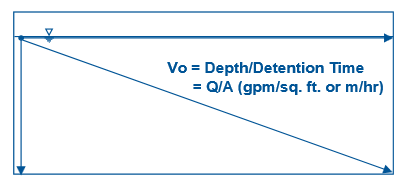 Vo = Depth/Detention Time
= Q/A (gpm/sq. ft. or m/hr)